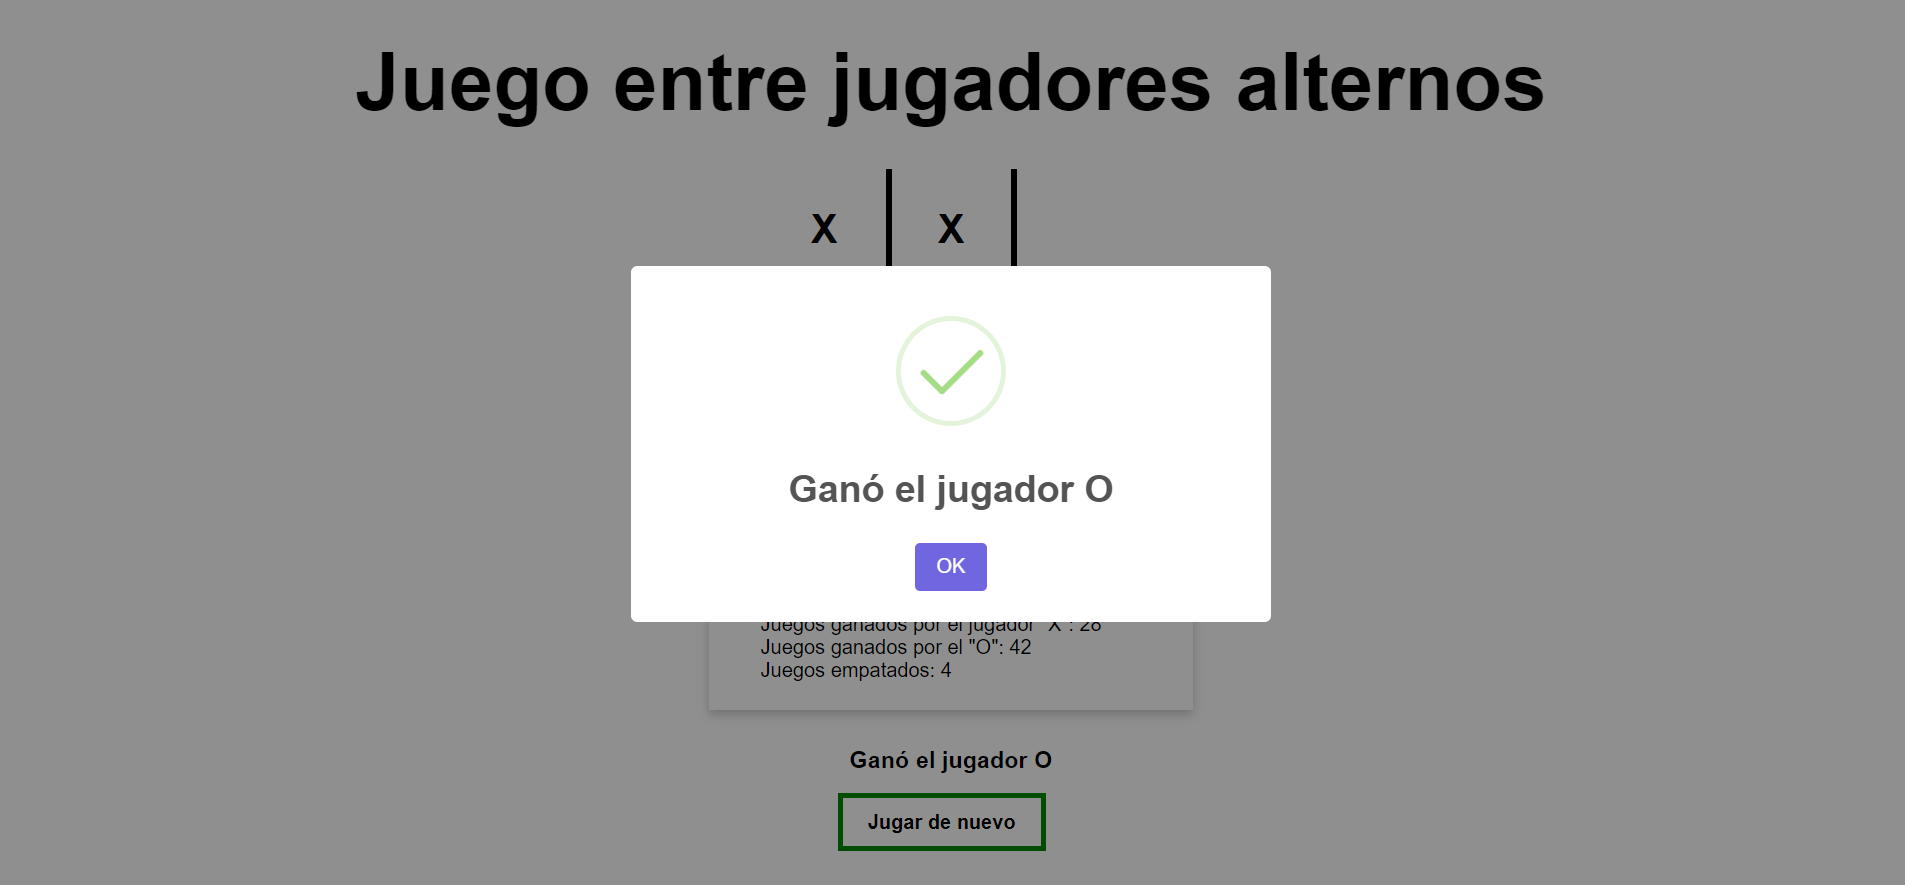 Juego entre jugadores alternos
X X
Ganó el jugador O
OK
Juegos ganados por el jugador "X": 28
Juegos ganados por el "O": 42
Juegos empatados: 4
Ganó el jugador O
Jugar de nuevo